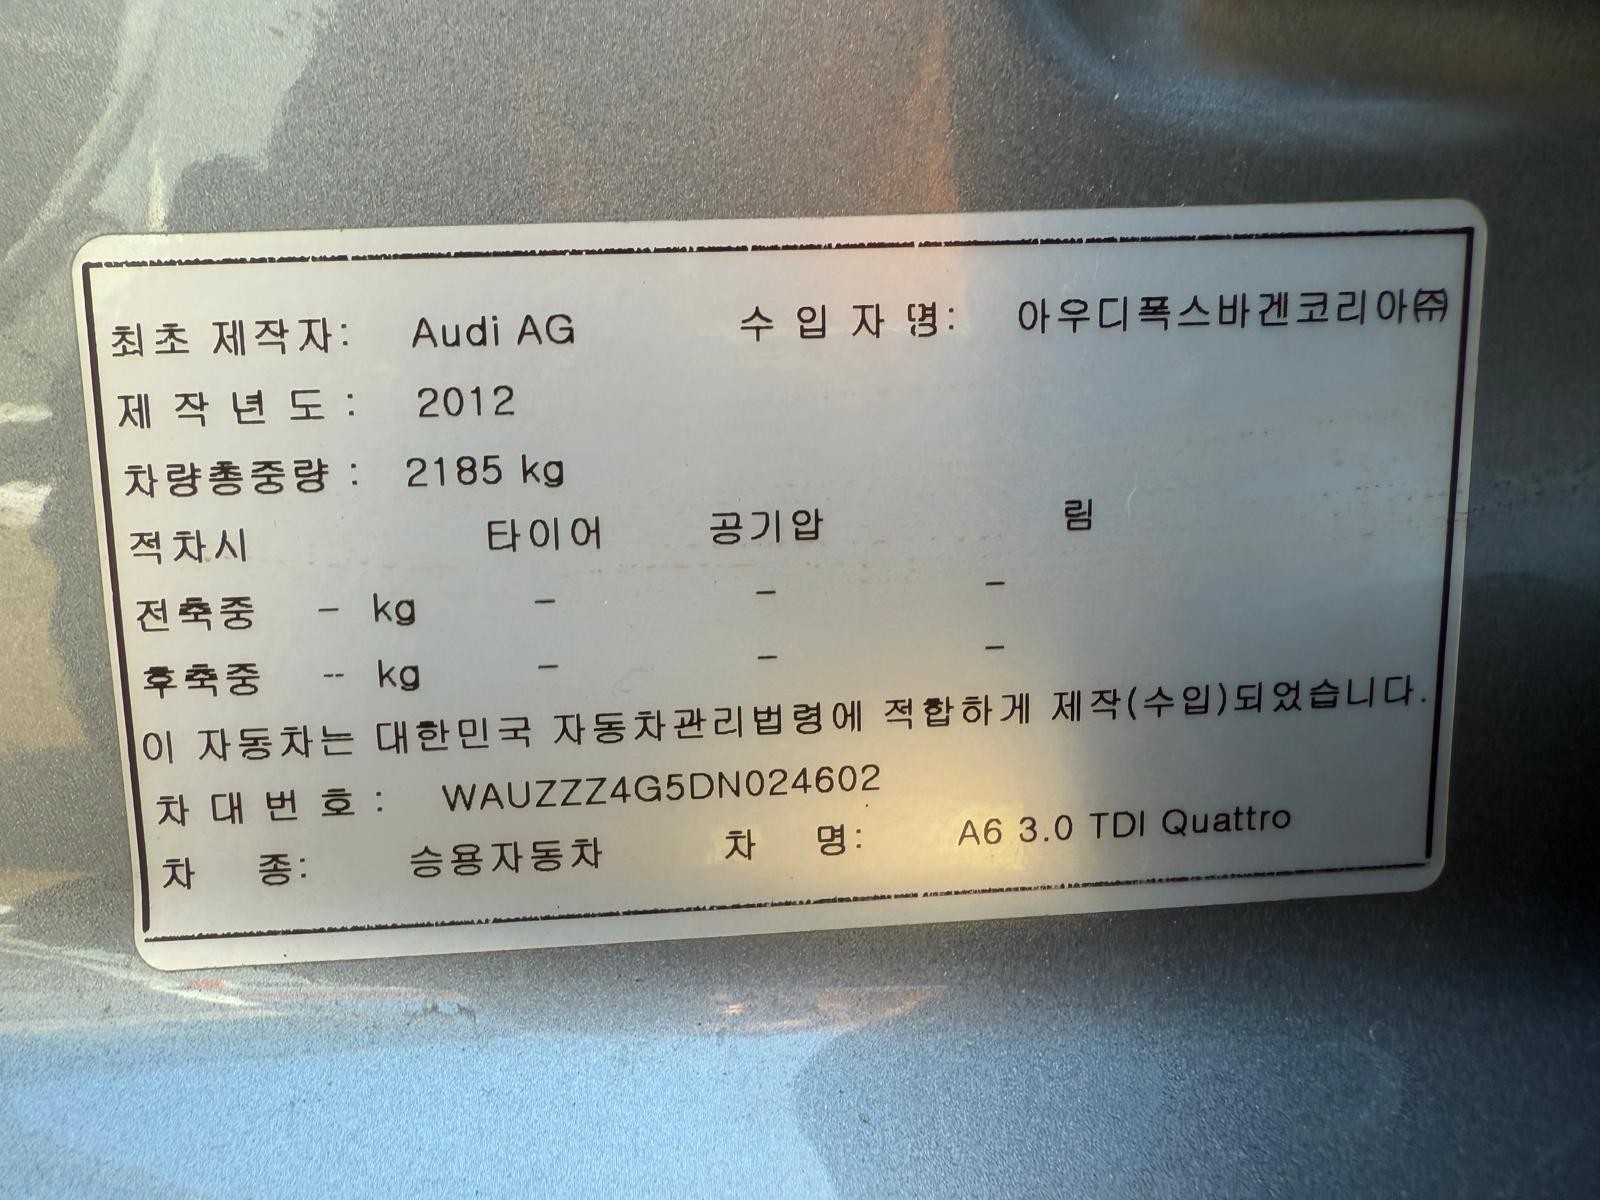 최초 제작자: Audi AG 수 입 자 명: 아우디폭스바겐코리아㈜
제 작 년 도 : 2012
차량총중량 : 2185 kg
적차시 타이어 공기압 림
전축중 - kg - - -
후축중 -- kg - - -
이 자동차는 대한민국 자동차관리법령에 적합하게 제작(수입)되었습니다.
차 대 번 호 : WAUZZZ4G5DN024602
차 종: 승용자동차 차 명: A6 3.0 TDI Quattro